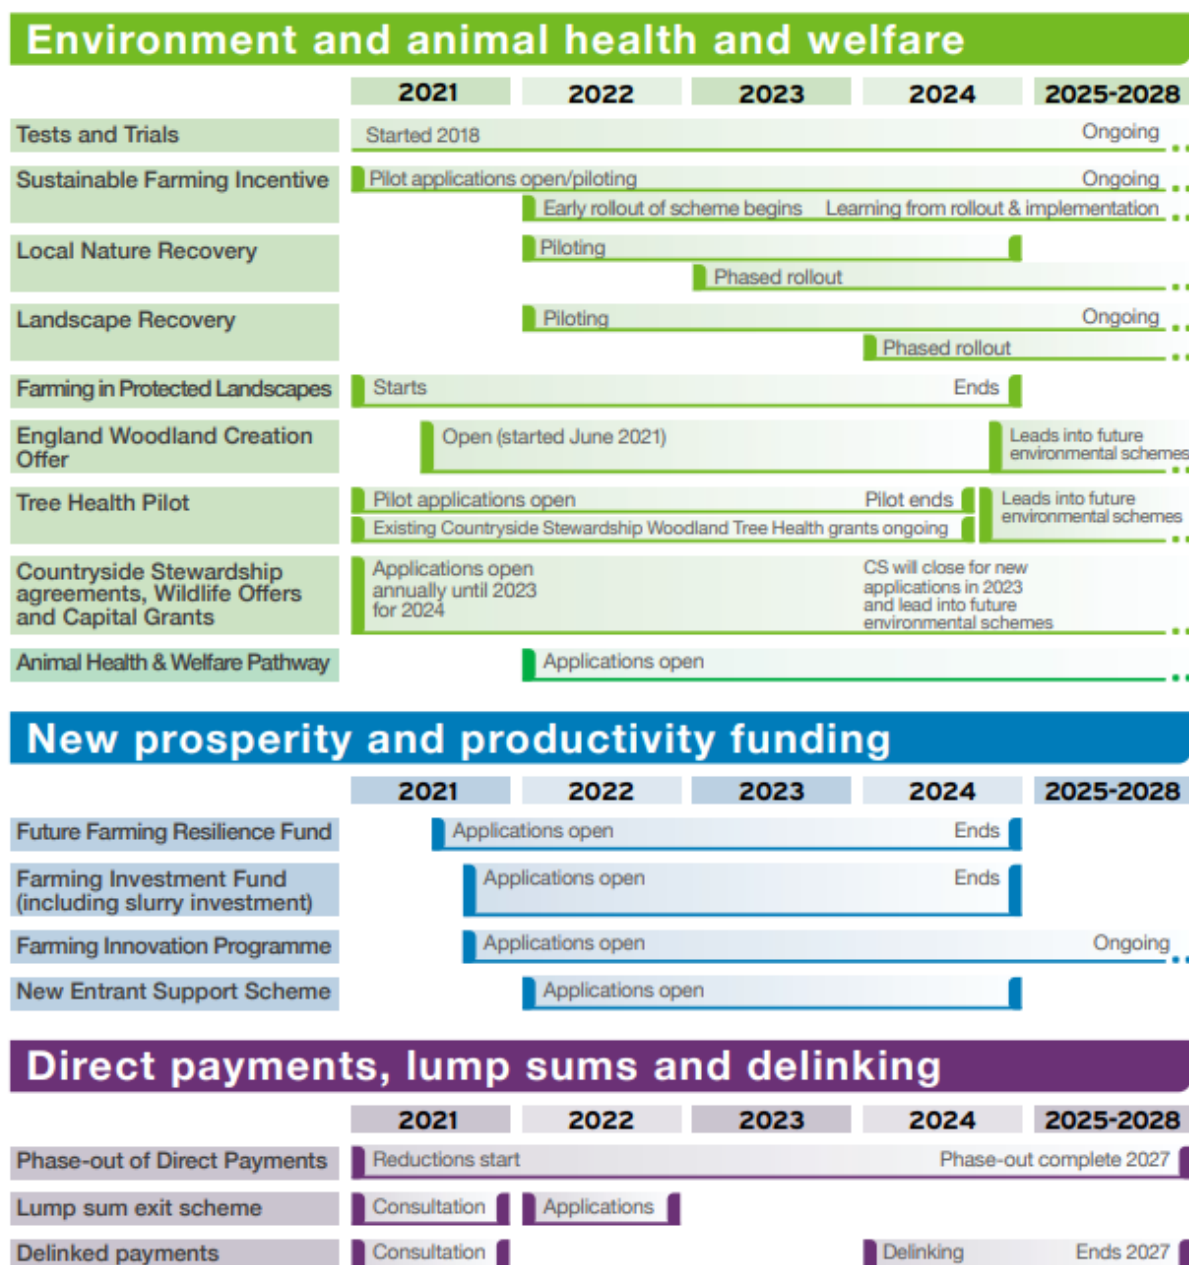 Environment and animal health and welfare
2021 2022 2023 2024 2025-2028
Tests and Trials Started 2018 Ongoing
Sustainable Farming Incentive Pilot applications open/piloting Ongoing
Early rollout of scheme begins Learning from rollout & implementation
Local Nature Recovery Piloting
Phased rollout
Landscape Recovery Piloting Ongoing
Phased rollout
Farming in Protected Landscapes Starts Ends
England Woodland Creation
Offer
Open (started June 2021)
Leads into future
environmental schemes
Tree Health Pilot Pilot applications open Pilot ends
Existing Countryside Stewardship Woodland Tree Health grants ongoing
Leads into future
environmental schemes
Countryside Stewardship
agreements, Wildlife Offers
and Capital Grants
Applications open
annually until 2023
for 2024
CS will close for new
applications in 2023
and lead into future
environmental schemes
Animal Health & Welfare Pathway Applications open
New prosperity and productivity funding
2021 2022 2023 2024 2025-2028
Future Farming Resilience Fund Applications open Ends
Farming Investment Fund
(including slurry investment)
Applications open Ends
Farming Innovation Programme Applications open Ongoing
New Entrant Support Scheme Applications open
Direct payments, lump sums and delinking
2021 2022 2023 2024 2025-2028
Phase-out of Direct Payments Reductions start Phase-out complete 2027
Lump sum exit scheme Consultation Applications
Delinked payments Consultation Delinking Ends 2027